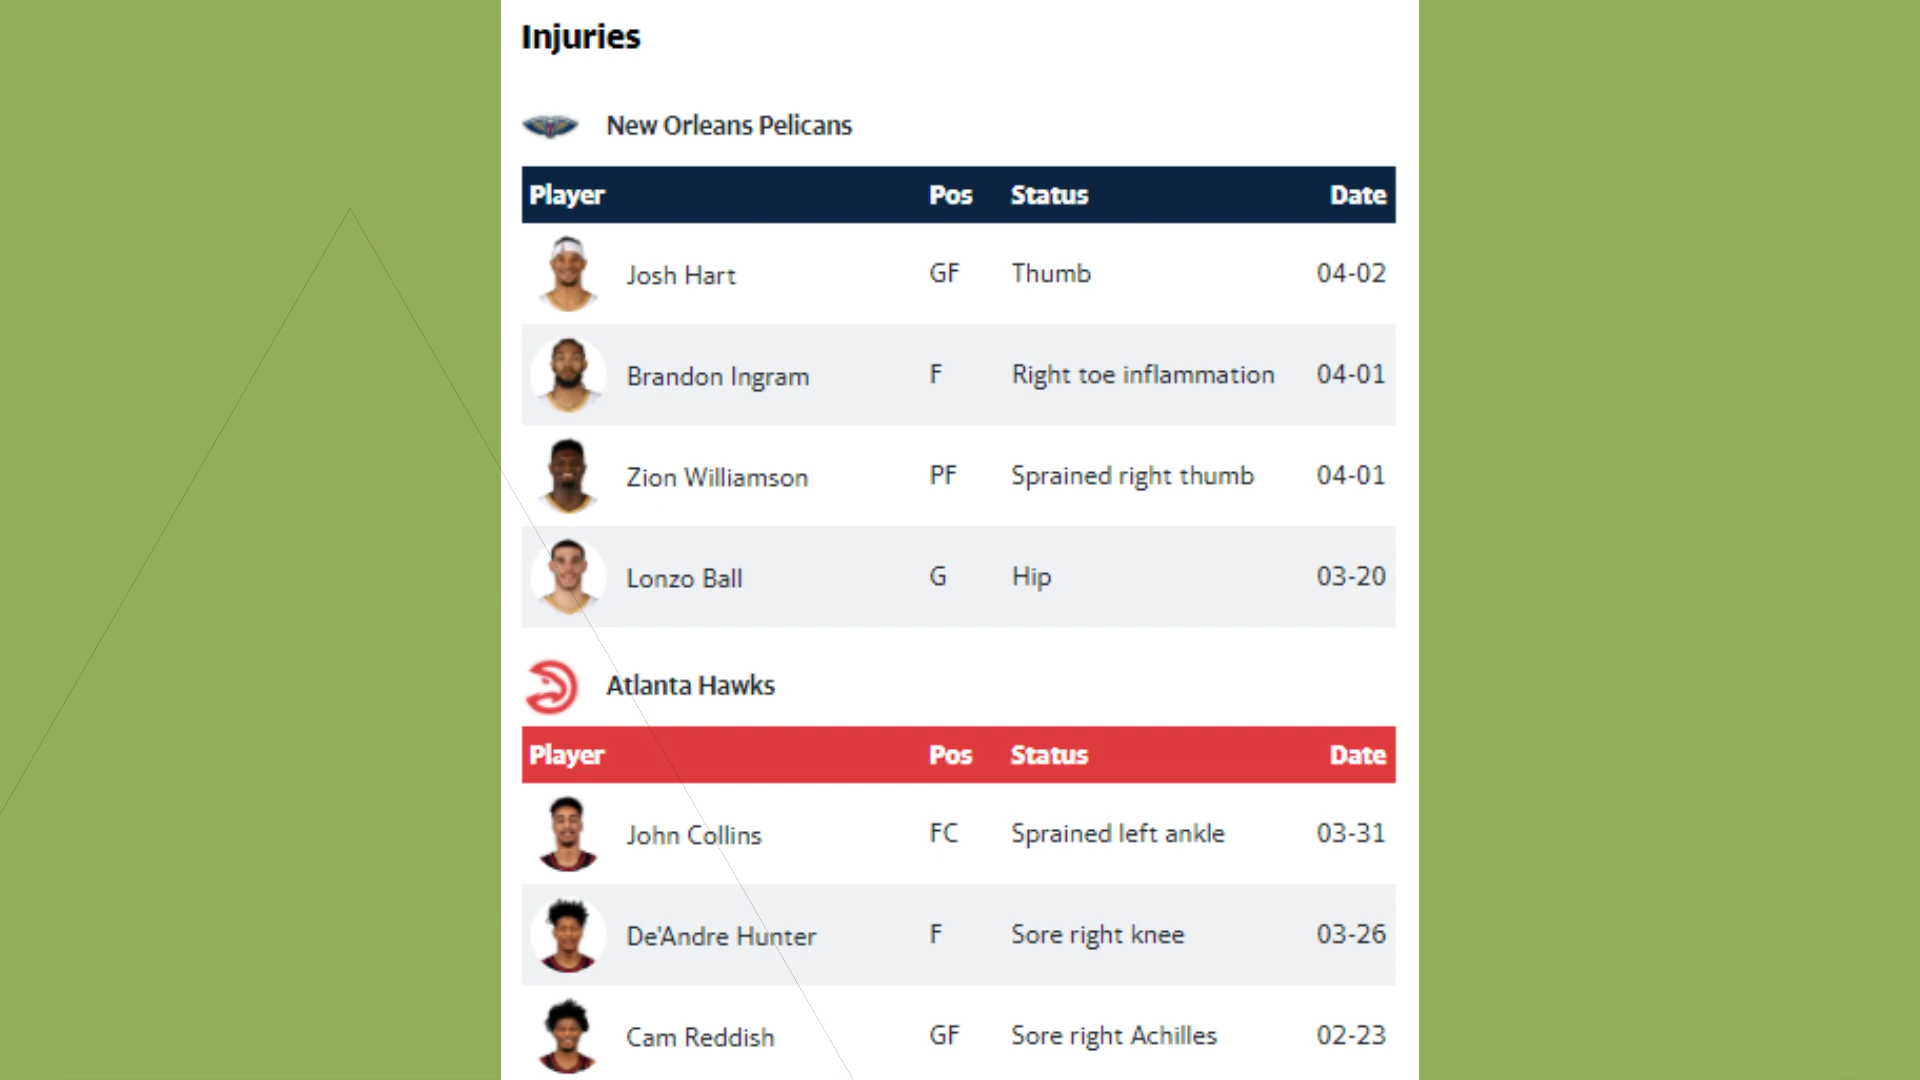 Injuries
New Orleans Pelicans
Player Pos Status Date
Josh Hart GF Thumb 04-02
Brandon Ingram F Right toe inflammation 04-01
Zion Williamson PF Sprained right thumb 04-01
Lonzo Ball G Hip 03-20
Atlanta Hawks
Player Pos Status Date
John Collins FC Sprained left ankle 03-31
De'Andre Hunter F Sore right knee 03-26
Cam Reddish GF Sore right Achilles 02-23